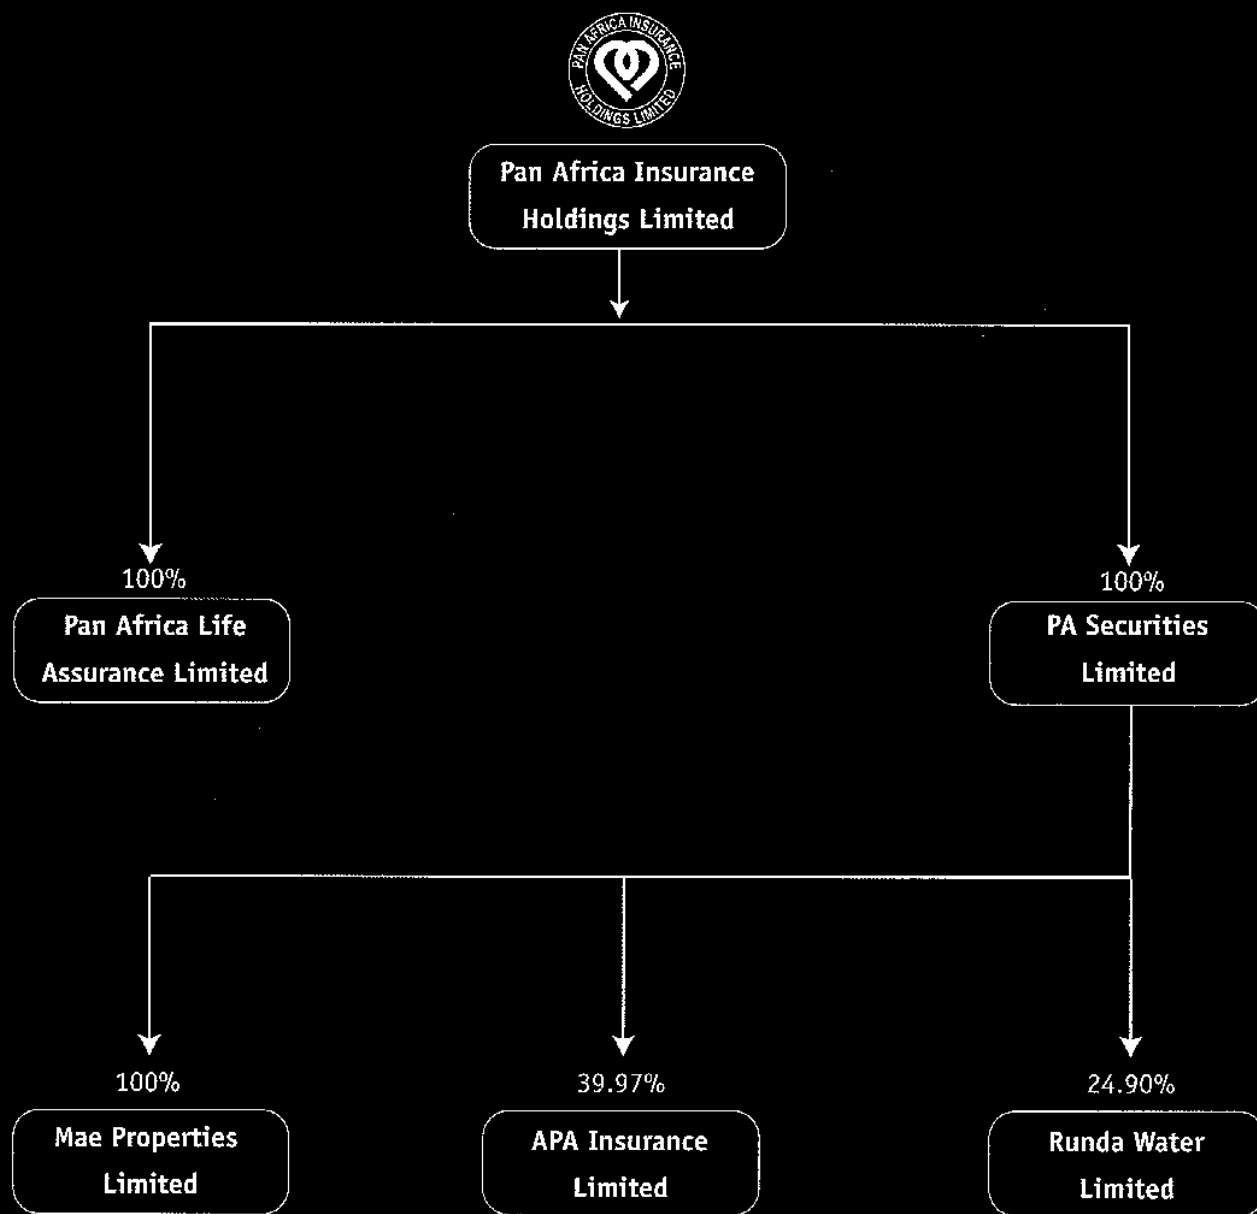 PAN AFRICA INSURANCE
HOLDINGS LIMITED
Pan Africa Insurance
Holdings Limited
100%
Pan Africa Life
Assurance Limited
100%
PA Securities
Limited
100%
Mae Properties
Limited
39.97%
APA Insurance
Limited
24.90%
Runda Water
Limited